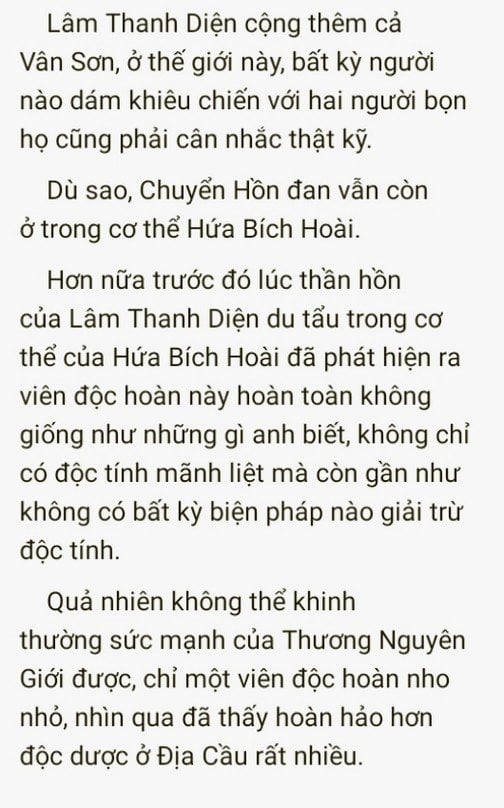 Lâm Thanh Diện cộng thêm cả
Vân Sơn, ở thế giới này, bất kỳ người
nào dám khiêu chiến với hai người bọn
họ cũng phải cân nhắc thật kỹ.
Dù sao, Chuyển Hồn đan vẫn còn
ở trong cơ thể Hứa Bích Hoài.
Hơn nữa trước đó lúc thần hồn
của Lâm Thanh Diện du tẩu trong cơ
thể của Hứa Bích Hoài đã phát hiện ra
viên độc hoàn này hoàn toàn không
giống như những gì anh biết, không chỉ
có độc tính mãnh liệt mà còn gần như
không có bất kỳ biện pháp nào giải trừ
độc tính.
Quả nhiên không thể khinh
thường sức mạnh của Thương Nguyên
Giới được, chỉ một viên độc hoàn nho
nhỏ, nhìn qua đã thấy hoàn hảo hơn
độc dược ở Địa Cầu rất nhiều.